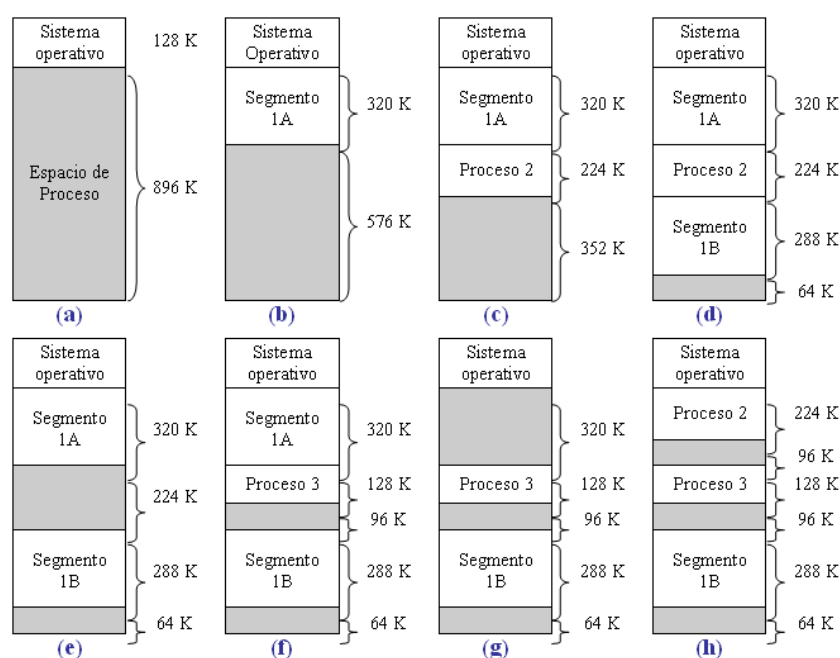 Sistema
operativo
128 K
Espacio de
Proceso
896 K
(a)
Sistema
Operativo
Segmento
1A
320 K
576 K
(b)
Sistema
operativo
Segmento
1A
320 K
Proceso 2
224 K
352 K
(c)
Sistema
operativo
Segmento
1A
320 K
Proceso 2
224 K
Segmento
1B
288 K
64 K
(d)
Sistema
operativo
Segmento
1A
320 K
224 K
Segmento
1B
288 K
64 K
(e)
Sistema
operativo
Segmento
1A
320 K
Proceso 3
128 K
96 K
Segmento
1B
288 K
64 K
(f)
Sistema
operativo
320 K
Proceso 3
128 K
96 K
Segmento
1B
288 K
64 K
(g)
Sistema
operativo
Proceso 2
224 K
96 K
Proceso 3
128 K
96 K
Segmento
1B
288 K
64 K
(h)